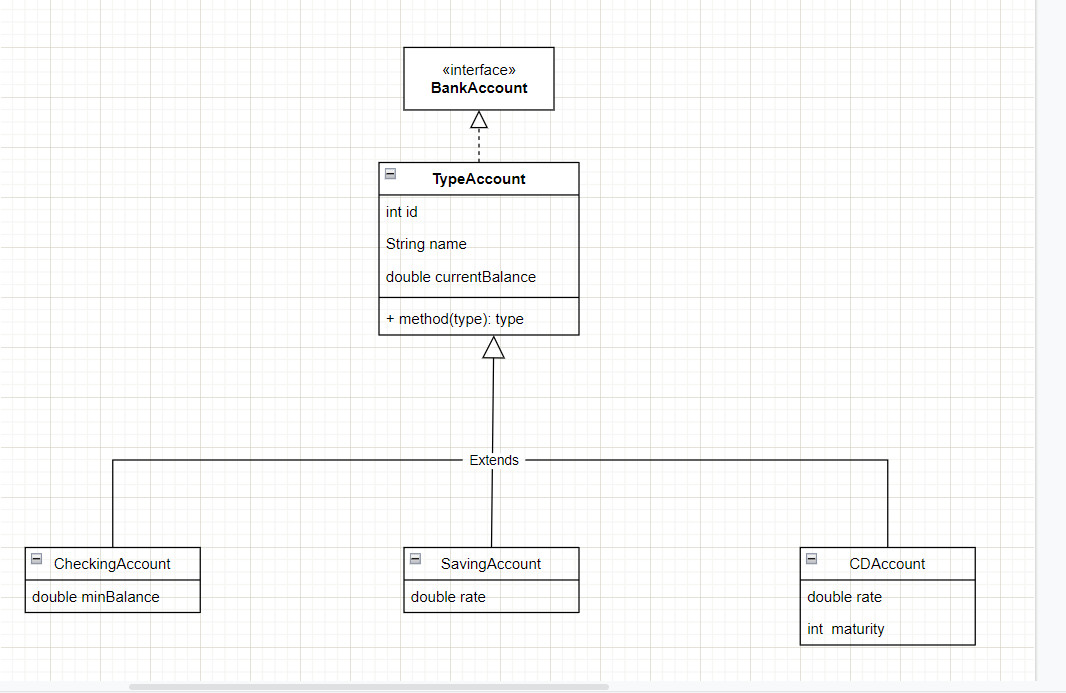 «interface»
BankAccount
TypeAccount
int id
String name
double currentBalance
+ method(type): type
Extends
CheckingAccount
double minBalance
SavingAccount
double rate
CDAccount
double rate
int  maturity